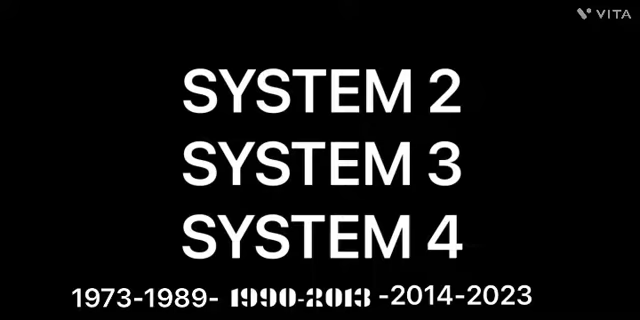 VITA
SYSTEM 2
SYSTEM 3
SYSTEM 4
1973-1989- 1990-2013 -2014-2023